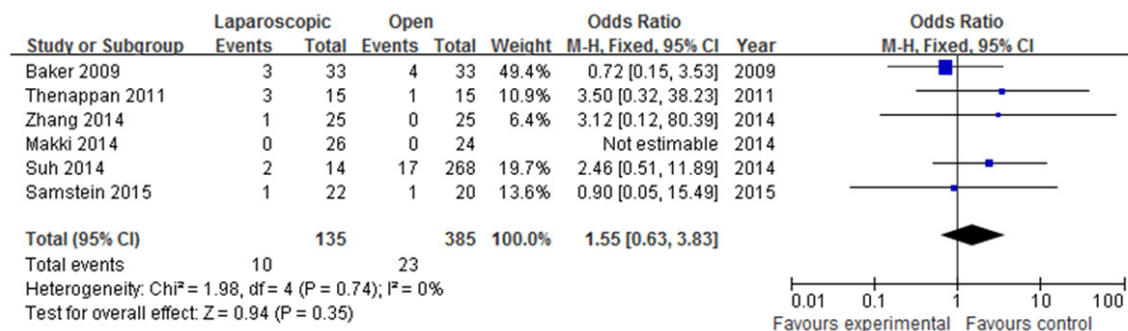 Laparoscopic Open Odds Ratio Odds Ratio
Study or Subgroup Events Total Events Total Weight M-H, Fixed, 95% CI Year M-H, Fixed, 95% CI
Baker 2009 3 33 4 33 49.4% 0.72 [0.15, 3.53] 2009
Thenappan 2011 3 15 1 15 10.9% 3.50 [0.32, 38.23] 2011
Zhang 2014 1 25 0 25 6.4% 3.12 [0.12, 80.39] 2014
Makki 2014 0 26 0 24 Not estimable 2014
Suh 2014 2 14 17 268 19.7% 2.46 [0.51, 11.89] 2014
Samstein 2015 1 22 1 20 13.6% 0.90 [0.05, 15.49] 2015
Total (95% CI) 135 385 100.0% 1.55 [0.63, 3.83]
Total events 10 23
Heterogeneity: Chi² = 1.98, df = 4 (P = 0.74); I² = 0%
Test for overall effect: Z = 0.94 (P = 0.35)
0.01 0.1 1 10 100
Favours experimental Favours control